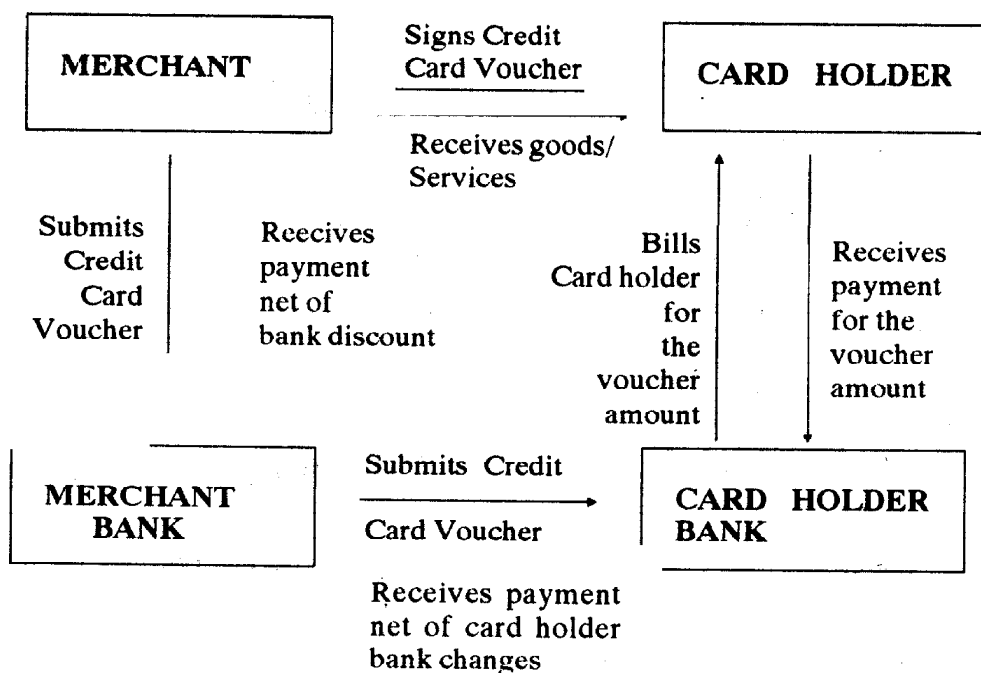 MERCHANT
Signs Credit
Card Voucher
CARD HOLDER
Receives goods/
Services
Submits
Credit
Card
Voucher
Reecives
payment
net of
bank discount
Bills
Card holder
for
the
voucher
amount
Receives
payment
for the
voucher
amount
MERCHANT
BANK
Submits Credit
Card Voucher
CARD HOLDER
BANK
Receives payment
net of card holder
bank changes